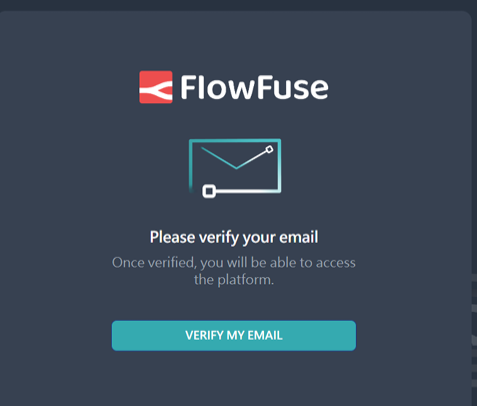 FlowFuse
Please verify your email
Once verified, you will be able to access
the platform.
VERIFY MY EMAIL